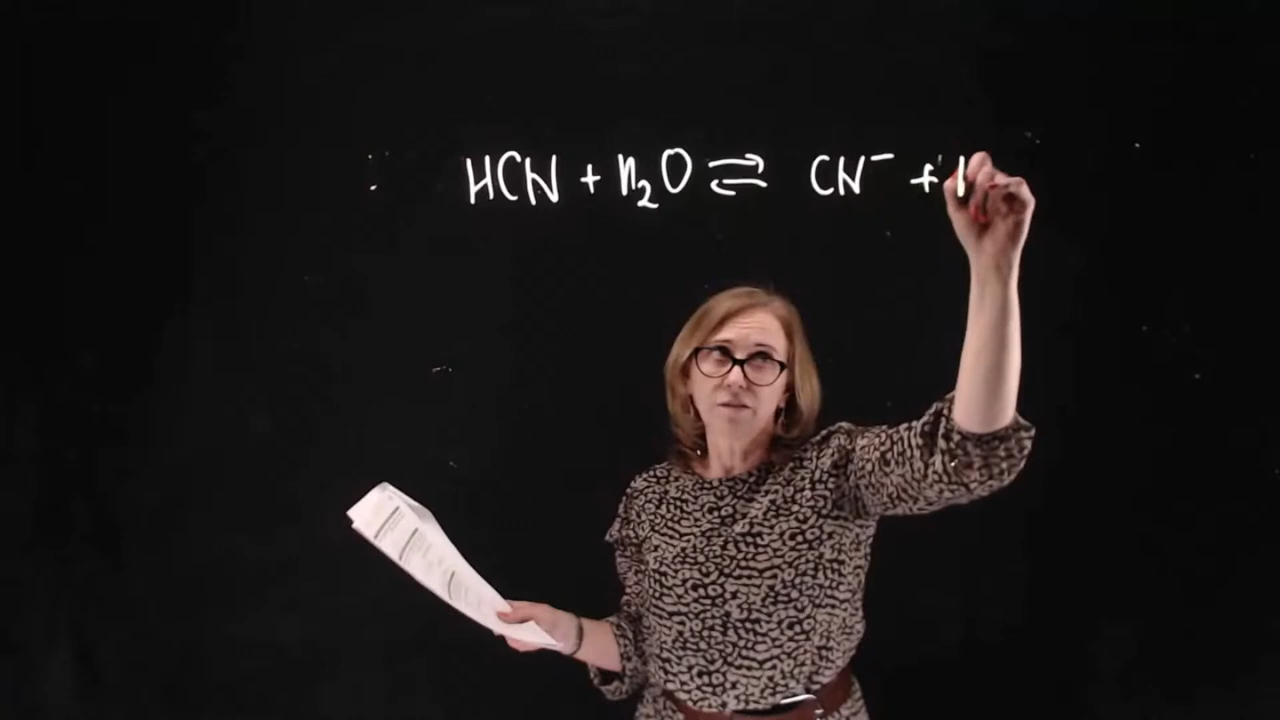 HCN + H₂O ⇌ CN⁻ +